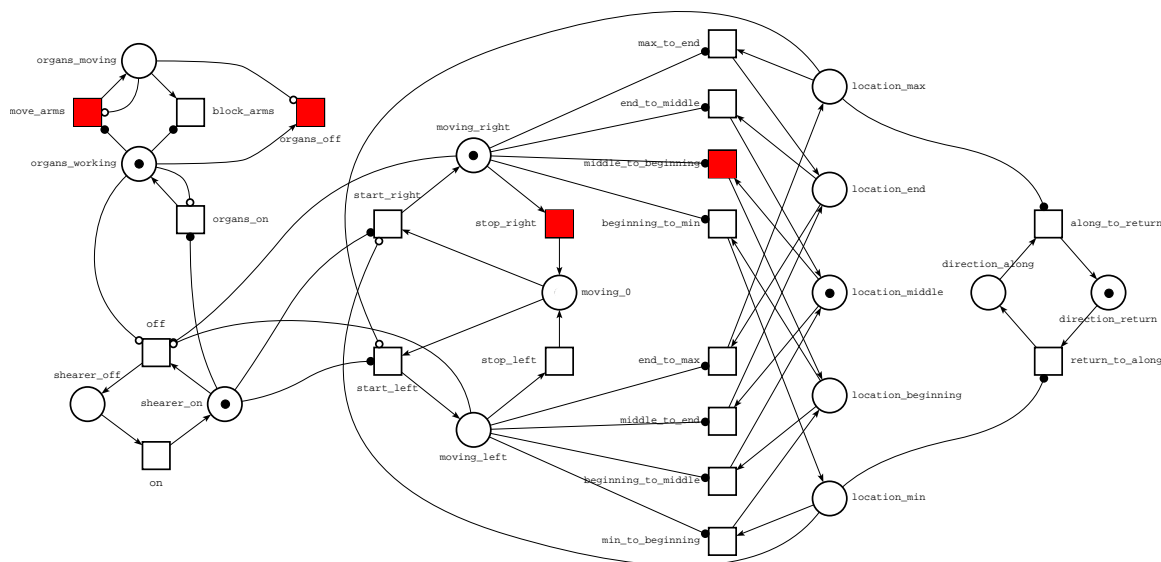 max_to_end
organs_moving
location_max
end_to_middle
move_arms
block_arms
moving_right
organs_off
organs_working
middle_to_beginning
location_end
start_right
organs_on
stop_right
beginning_to_min
along_to_return
direction_along
moving_0
location_middle
direction_return
off
stop_left
end_to_max
return_to_along
shearer_off
start_left
shearer_on
location_beginning
middle_to_end
moving_left
on
beginning_to_middle
location_min
min_to_beginning